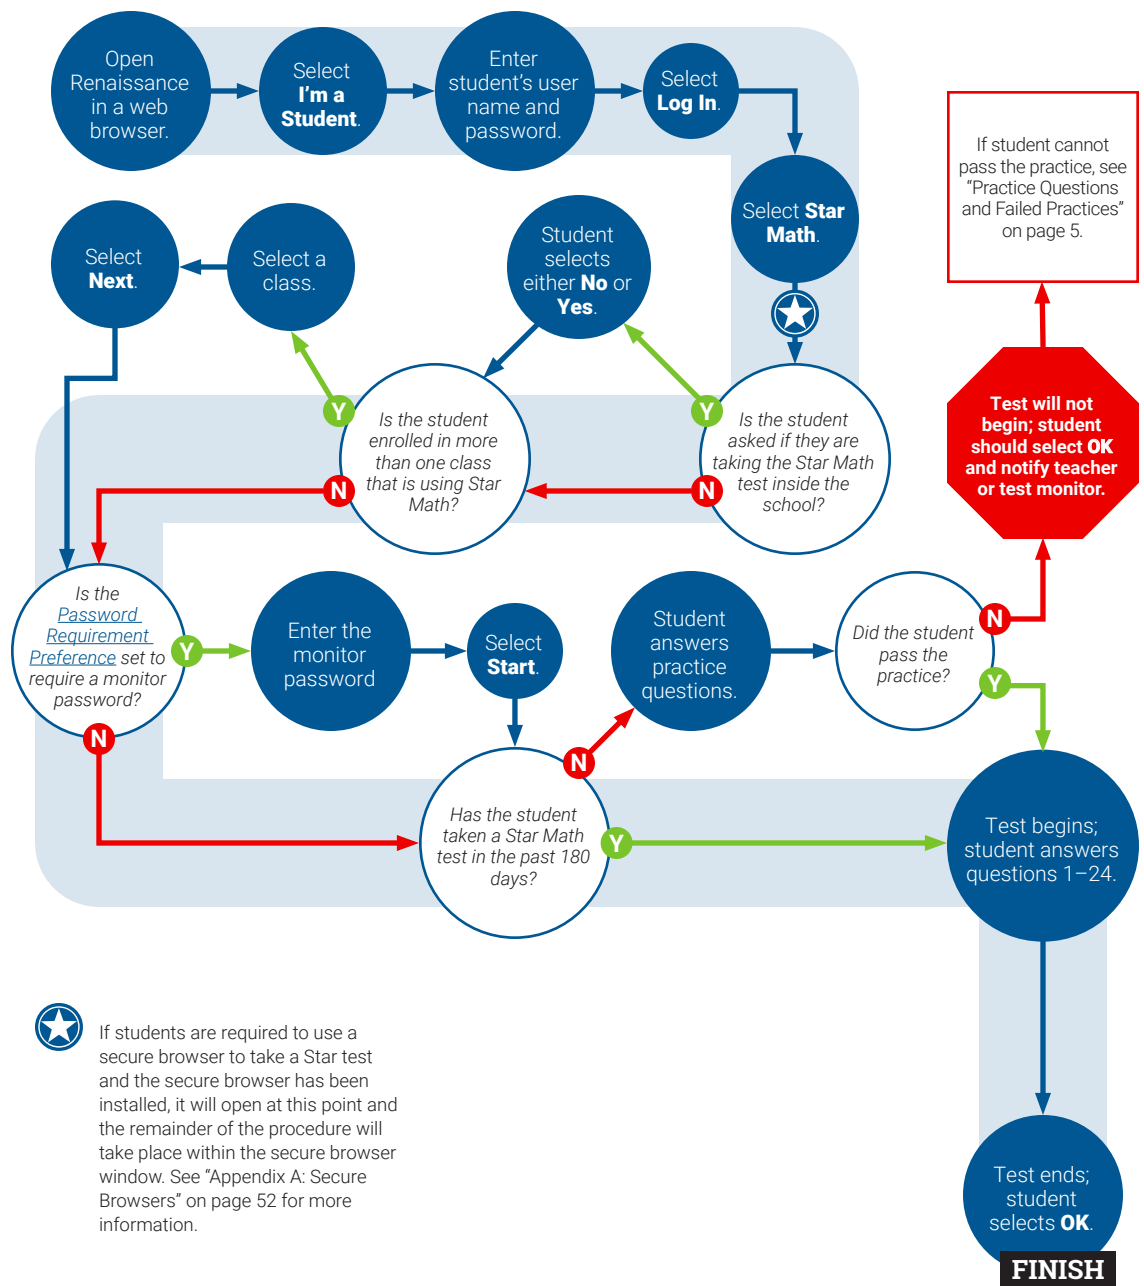 Open
Renaissance
in a web
browser.
Select
I'm a
Student.
Enter
student's user
name and
password.
Select
Log In.
Select Star
Math.
If student cannot
pass the practice, see
“Practice Questions
and Failed Practices”
on page 5.
Select
Next.
Select a
class.
Student
selects
either No or
Yes.
Y
Is the student
enrolled in more
than one class
that is using Star
Math?
N
Y
Is the student
asked if they are
taking the Star Math
test inside the
school?
N
Test will not
begin; student
should select OK
and notify teacher
or test monitor.
Is the
Password
Requirement
Preference set to
require a monitor
password?
Y
N
Enter the
monitor
password
Select
Start.
Student
answers
practice
questions.
Did the student
pass the
practice?
N
Y
N
Has the student
taken a Star Math
test in the past 180
days?
Y
Test begins;
student answers
questions 1–24.
If students are required to use a
secure browser to take a Star test
and the secure browser has been
installed, it will open at this point and
the remainder of the procedure will
take place within the secure browser
window. See “Appendix A: Secure
Browsers” on page 52 for more
information.
Test ends;
student
selects OK.
FINISH